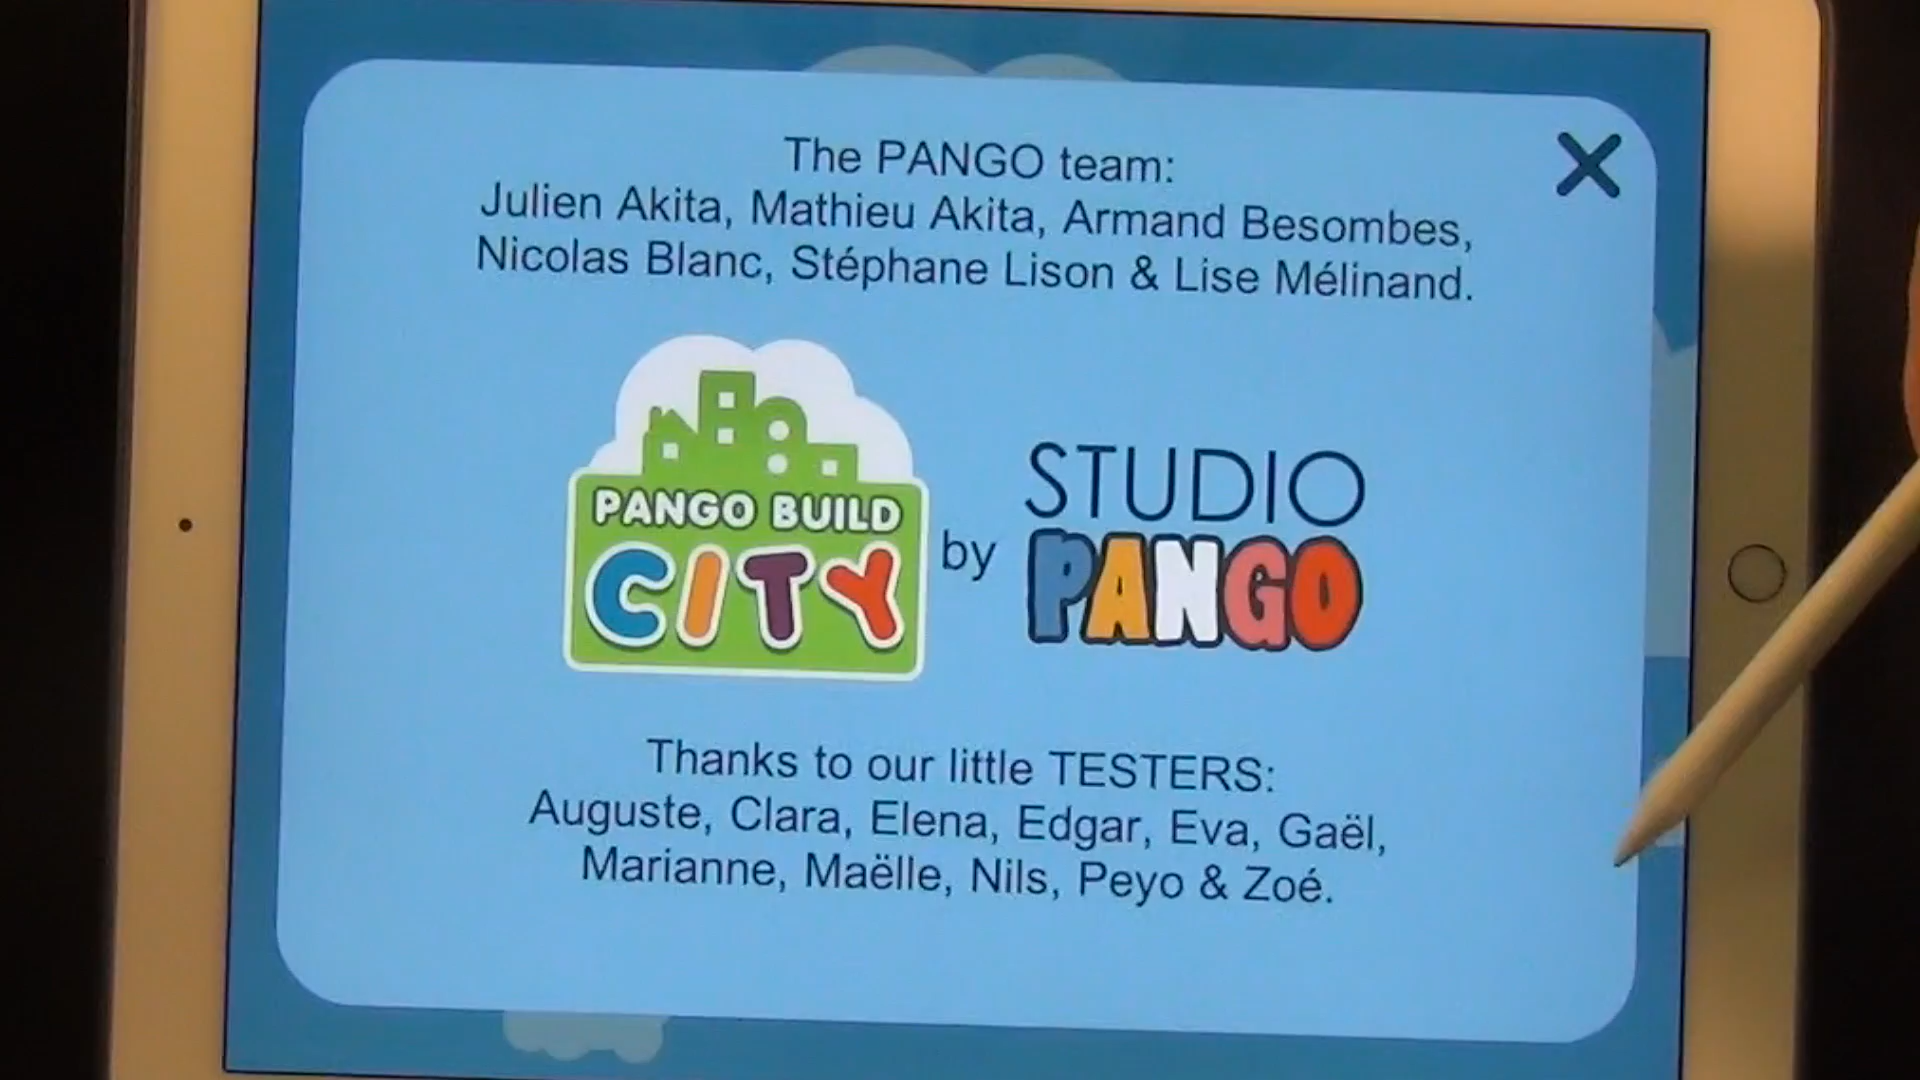 The PANGO team:
Julien Akita, Mathieu Akita, Armand Besombes,
Nicolas Blanc, Stéphane Lison & Lise Mélinand.
PANGO BUILD
CITY
by
STUDIO
PANGO
Thanks to our little TESTERS:
Auguste, Clara, Elena, Edgar, Eva, Gaël,
Marianne, Maëlle, Nils, Peyo & Zoé.